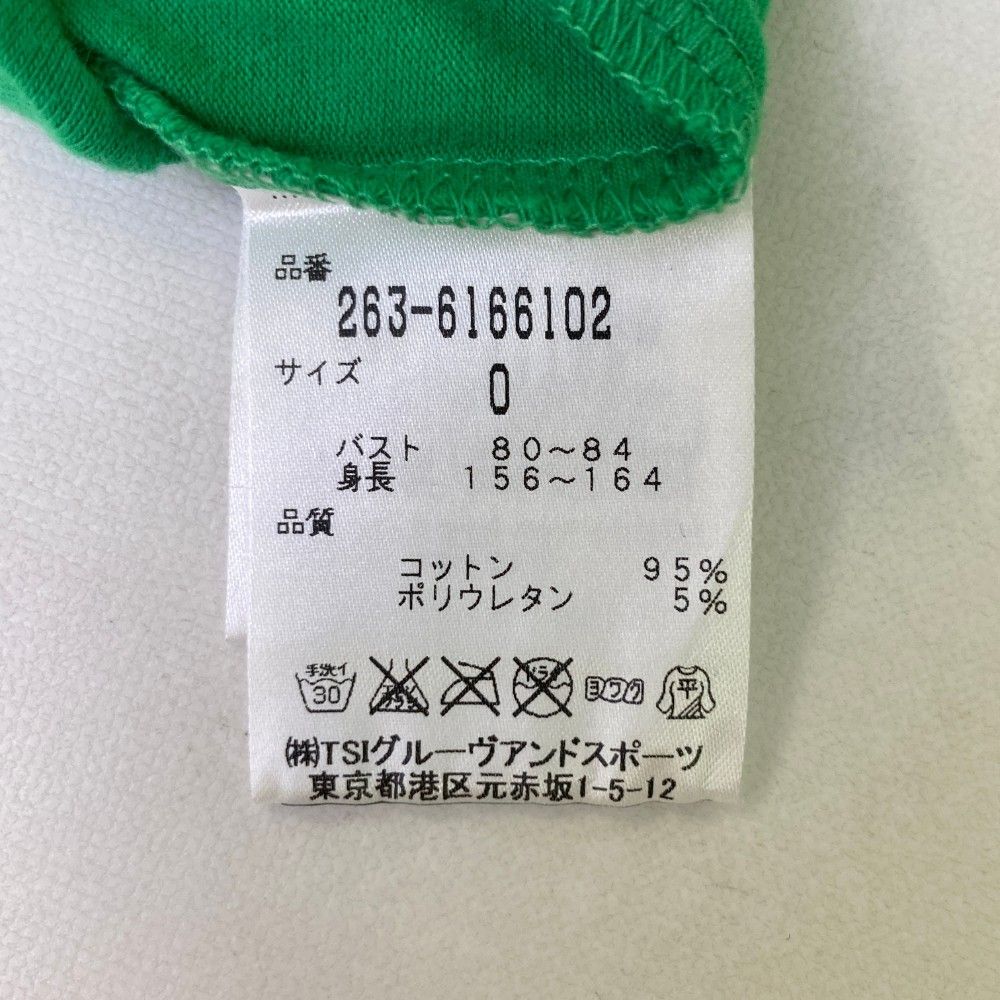 品番
263-6166102
サイズ
0
バスト 80～84
身長 156～164
品質
コットン 95%
ポリウレタン 5%
手洗イ 30 ヨワク 平
㈱TSIグルーヴアンドスポーツ
東京都港区元赤坂1-5-12